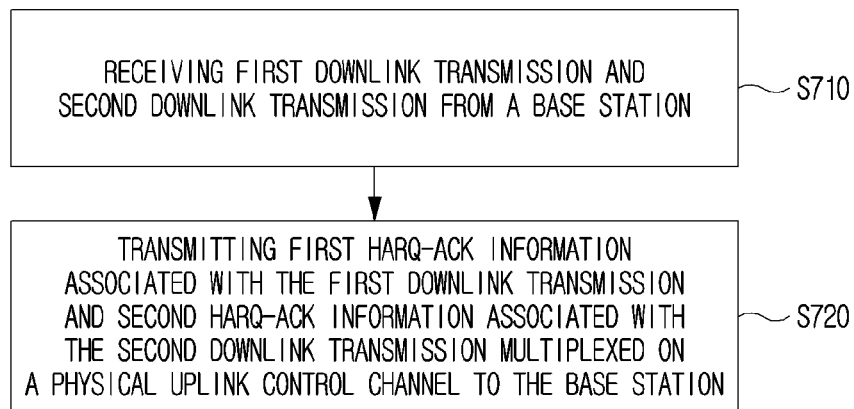 RECEIVING FIRST DOWNLINK TRANSMISSION AND
SECOND DOWNLINK TRANSMISSION FROM A BASE STATION
S710
TRANSMITTING FIRST HARQ-ACK INFORMATION
ASSOCIATED WITH THE FIRST DOWNLINK TRANSMISSION
AND SECOND HARQ-ACK INFORMATION ASSOCIATED WITH
THE SECOND DOWNLINK TRANSMISSION MULTIPLEXED ON
A PHYSICAL UPLINK CONTROL CHANNEL TO THE BASE STATION
S720